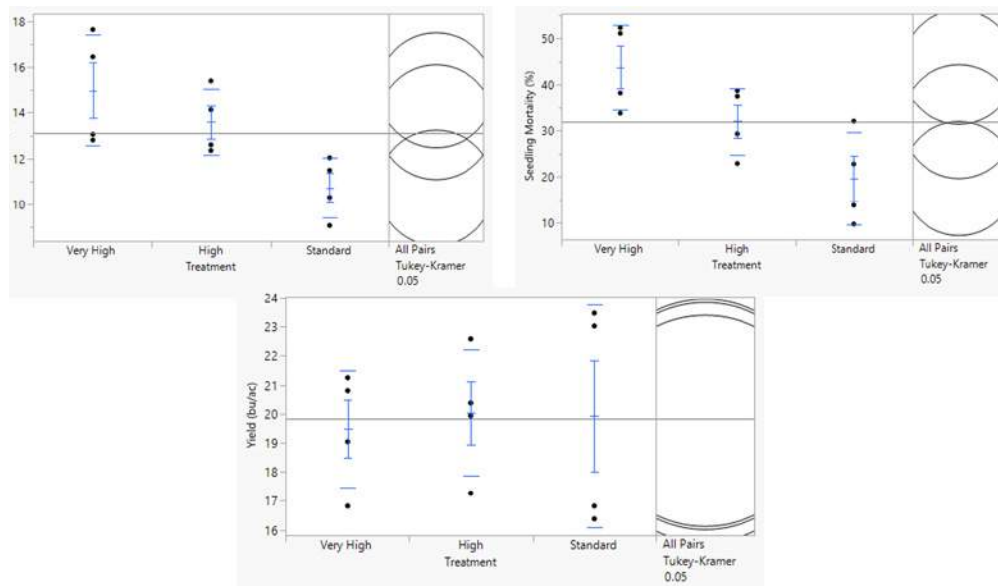 18
16
14
12
10
Very High High Standard
Treatment
All Pairs
Tukey-Kramer
0.05
Seedling Mortality (%)
50
40
30
20
10
Very High High Standard
Treatment
All Pairs
Tukey-Kramer
0.05
Yield (bu/ac)
24
23
22
21
20
19
18
17
16
Very High High Standard
Treatment
All Pairs
Tukey-Kramer
0.05